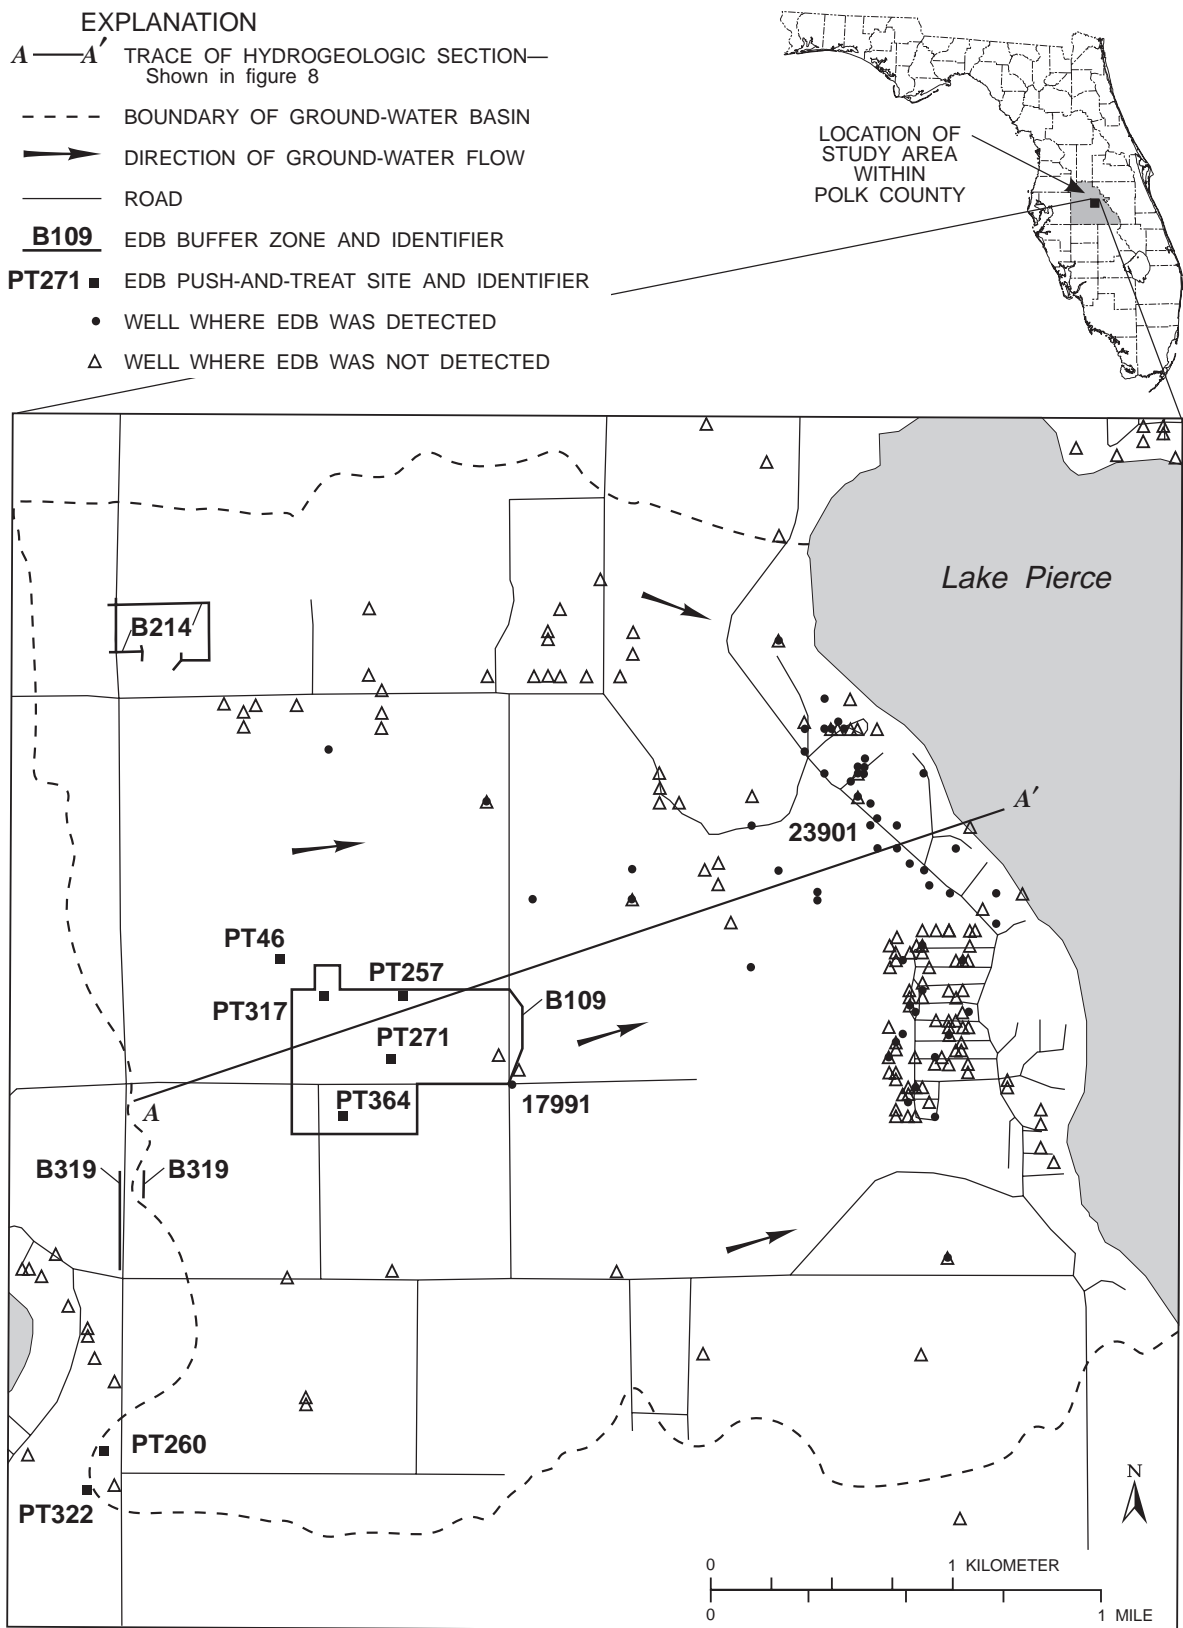 EXPLANATION
A A′ TRACE OF HYDROGEOLOGIC SECTION—
Shown in figure 8
BOUNDARY OF GROUND-WATER BASIN
DIRECTION OF GROUND-WATER FLOW
ROAD
B109 EDB BUFFER ZONE AND IDENTIFIER
PT271 EDB PUSH-AND-TREAT SITE AND IDENTIFIER
WELL WHERE EDB WAS DETECTED
WELL WHERE EDB WAS NOT DETECTED
LOCATION OF
STUDY AREA
WITHIN
POLK COUNTY
Lake Pierce
B214
A′
23901
PT46
PT257
PT317
B109
PT271
17991
PT364
A
B319 B319
PT260
PT322
N
0 1 KILOMETER
0 1 MILE